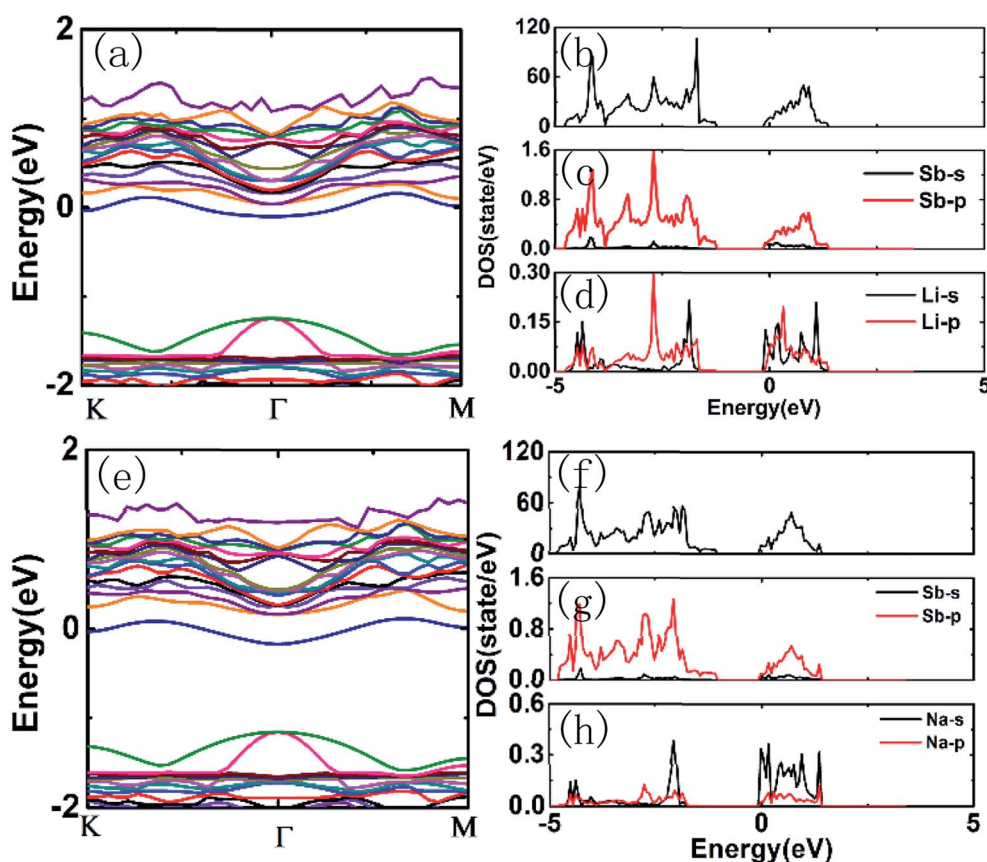 (a)
2
0
-2
Energy(eV)
K Γ M
(b)
120
60
0
(c)
1.6
0.8
0.0
Sb-s
Sb-p
DOS(state/eV)
(d)
0.30
0.15
0.00
Li-s
Li-p
-5 0 5
Energy(eV)
(e)
2
0
-2
Energy(eV)
K Γ M
(f)
120
60
0
(g)
1.6
0.8
0.0
Sb-s
Sb-p
DOS(state/eV)
(h)
0.6
0.3
0.0
Na-s
Na-p
-5 0 5
Energy(eV)